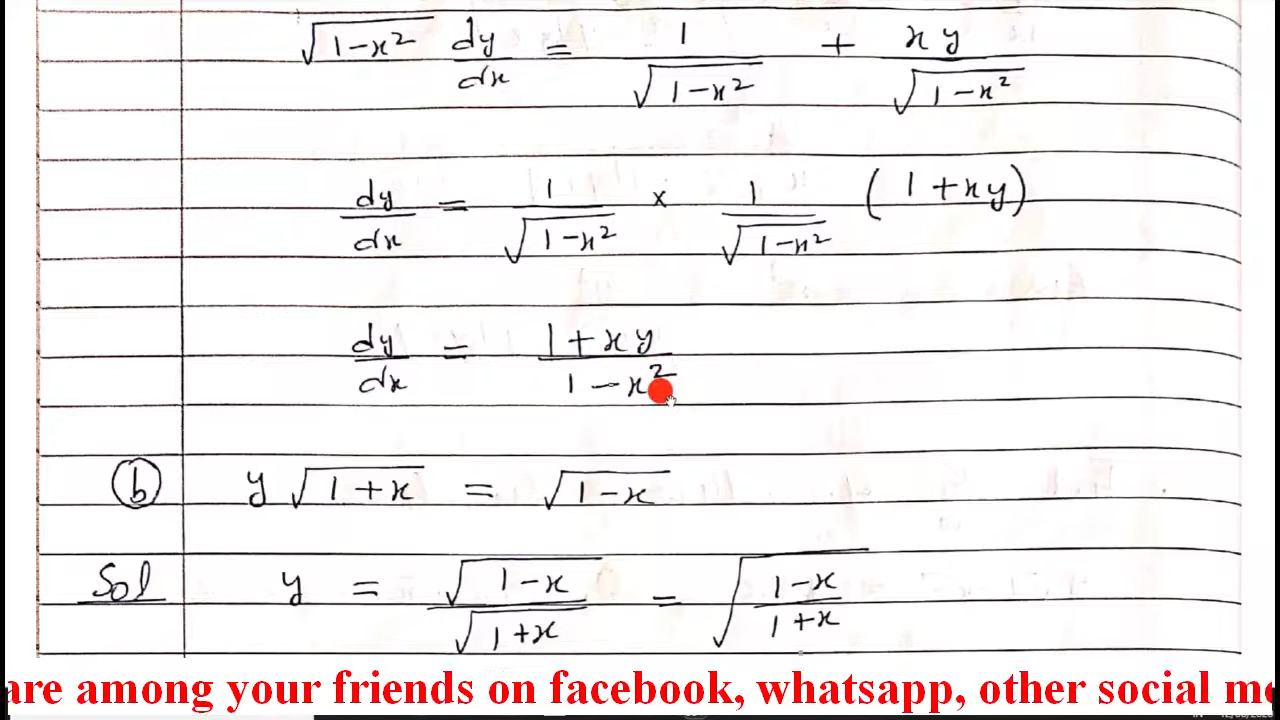 √1-x² dy/dx = 1/√1-x² + xy/√1-x²
dy/dx = 1/√1-x² × 1/√1-x² (1+xy)
dy/dx = 1+xy/1-x²
ⓑ y √1+x = √1-x
Sol y = √1-x/√1+x = √1-x/1+x
are among your friends on facebook, whatsapp, other social me